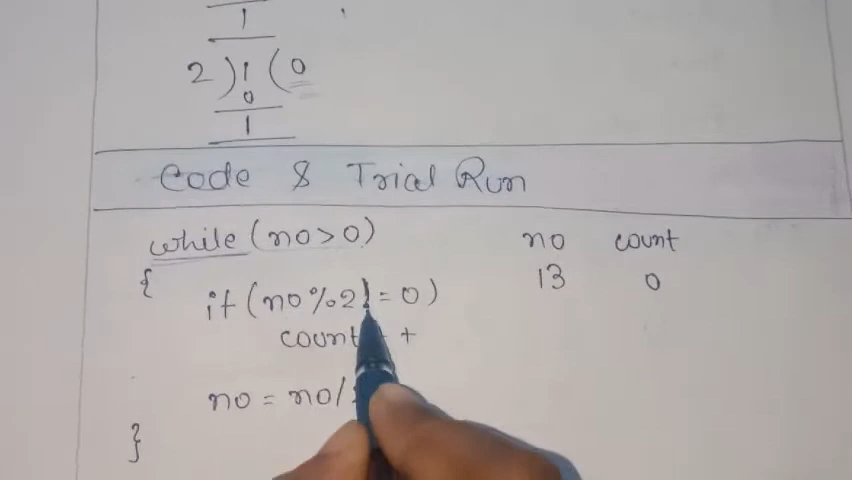 1
2 ) 1 ( 0
0
1
Code & Trial Run
while (no>0) no count
{ 13 0
if (no%2!=0)
count + +
no = no/
}